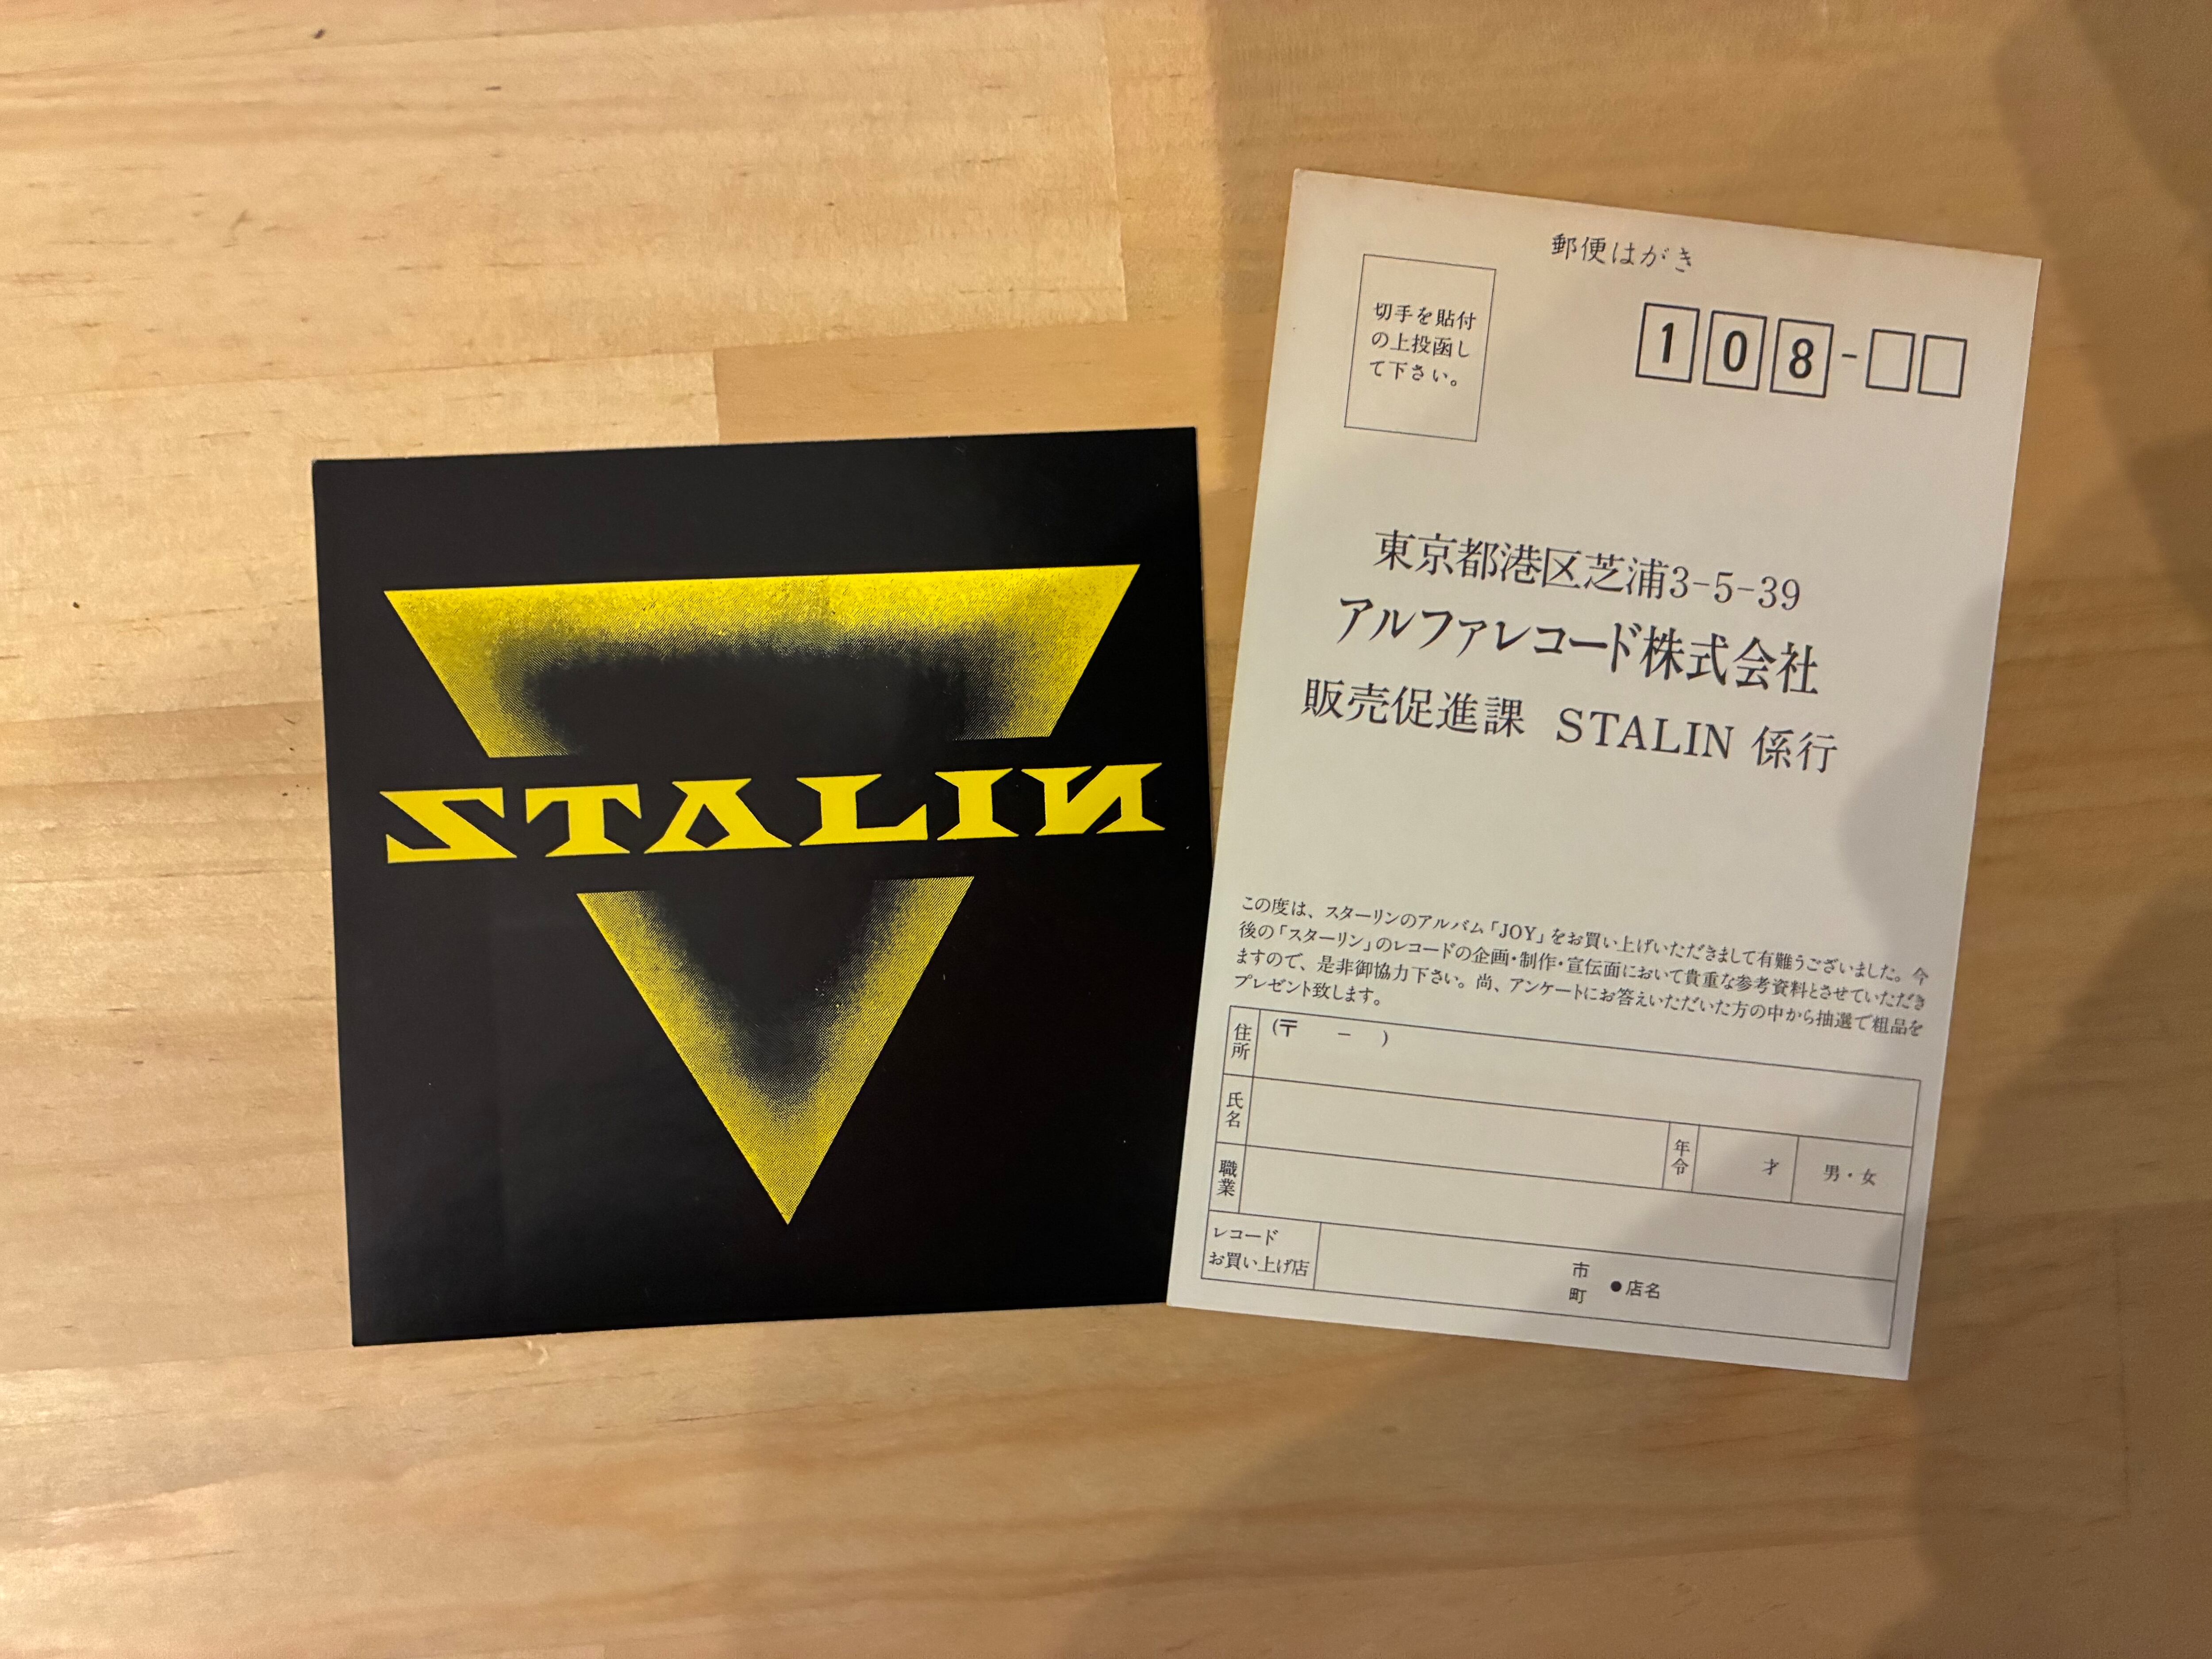 STALIN
郵便はがき
切手を貼付
の上投函し
て下さい。
108-
東京都港区芝浦3-5-39
アルファレコード株式会社
販売促進課 STALIN 係行
この度は、スターリンのアルバム「JOY」をお買い上げいただきまして有難うございました。今
後の「スターリン」のレコードの企画・制作・宣伝面において貴重な参考資料とさせていただき
ますので、是非御協力下さい。尚、アンケートにお答えいただいた方の中から抽選で粗品を
プレゼント致します。
住所
(〒 - )
氏名
年令
才
男・女
職業
レコード
お買い上げ店
市
町
●店名